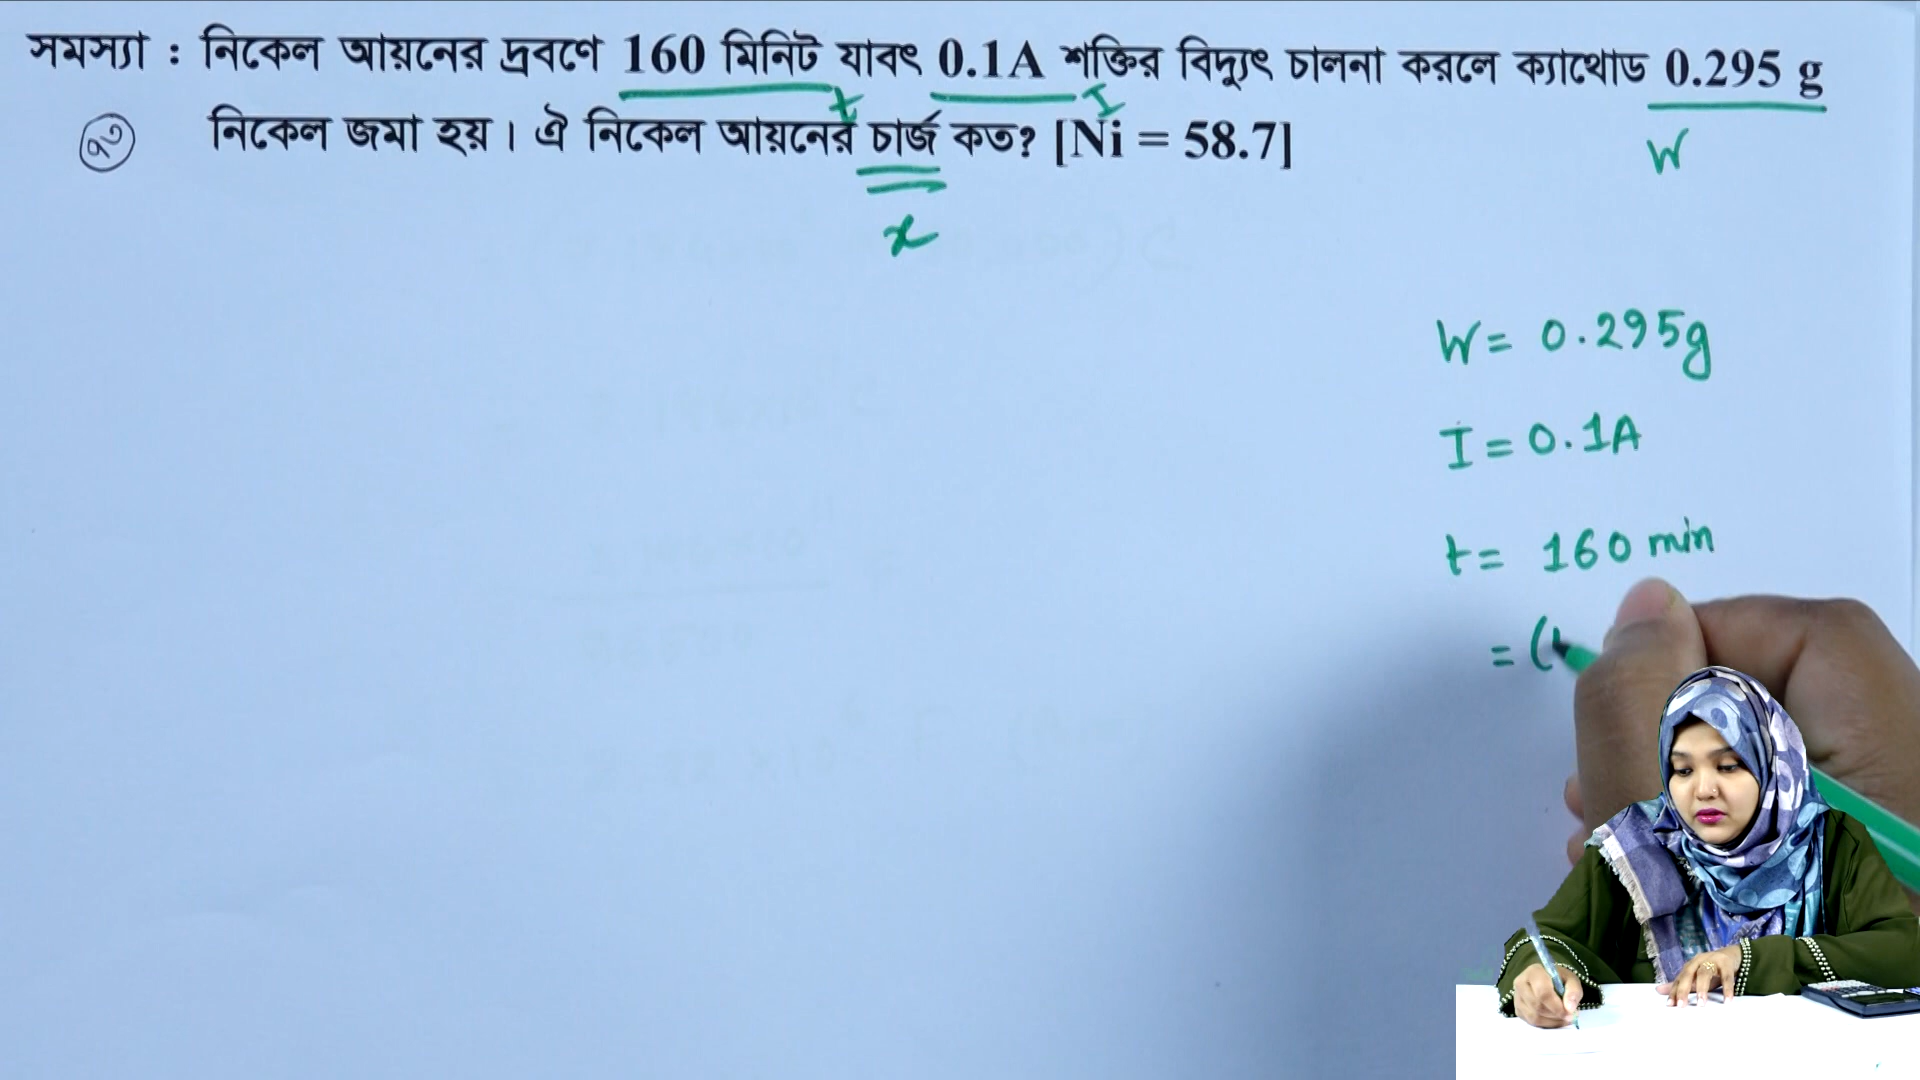 সমস্যা : নিকেল আয়নের দ্রবণে 160 মিনিট যাবৎ 0.1A শক্তির বিদ্যুৎ চালনা করলে ক্যাথোড 0.295 g
t I
নিকেল জমা হয়। ঐ নিকেল আয়নের চার্জ কত? [Ni = 58.7]
W
x
W = 0.295g
I = 0.1A
t = 160 min
= (